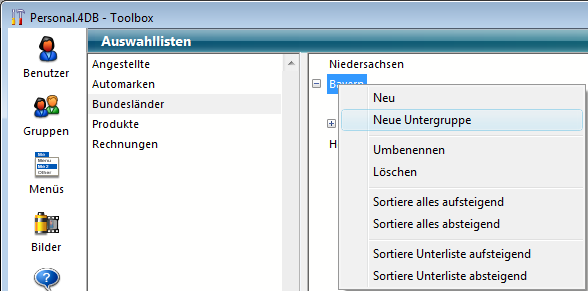 Personal.4DB - Toolbox
Auswahllisten
Benutzer
Gruppen
Menüs
Bilder
Angestellte
Automarken
Bundesländer
Produkte
Rechnungen
Niedersachsen
Bayern
Neu
Neue Untergruppe
Umbenennen
Löschen
Sortiere alles aufsteigend
Sortiere alles absteigend
Sortiere Unterliste aufsteigend
Sortiere Unterliste absteigend